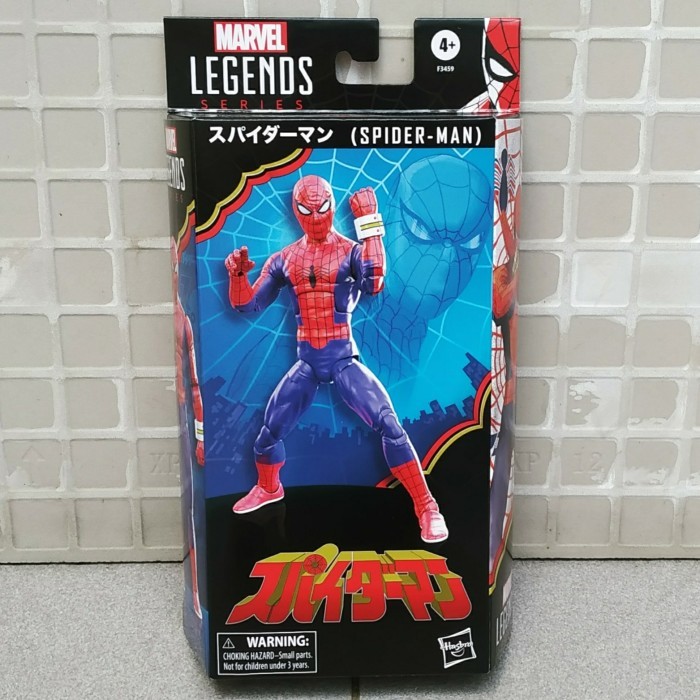 MARVEL
LEGENDS
SERIES
4+
F3459
スパイダーマン (SPIDER-MAN)
MARVEL
スパイダーマン
WARNING:
CHOKING HAZARD–Small parts.
Not for children under 3 years.
Hasbro